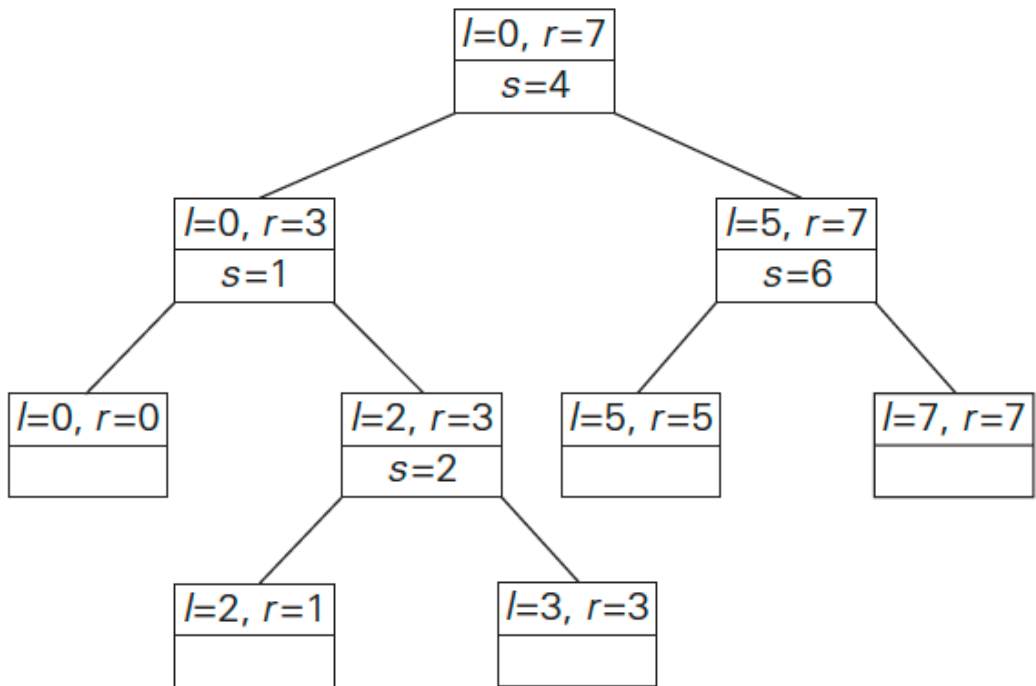 l=0, r=7
s=4
l=0, r=3
l=5, r=7
s=1
s=6
l=0, r=0
l=2, r=3
l=5, r=5
l=7, r=7
s=2
l=2, r=1
l=3, r=3